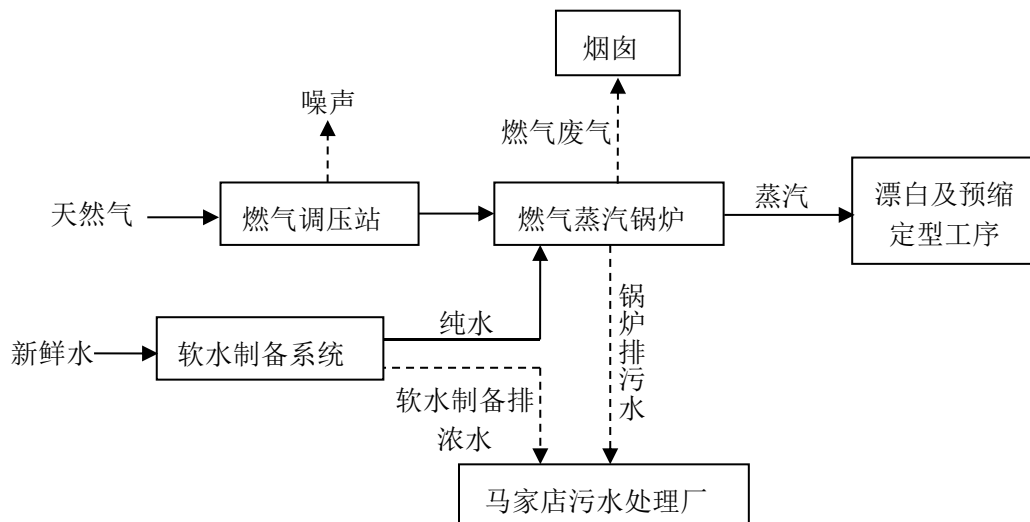 烟囱
噪声
燃气废气
天然气
燃气调压站
燃气蒸汽锅炉
蒸汽
漂白及预缩
定型工序
新鲜水
软水制备系统
纯水
锅炉排污水
软水制备排
浓水
马家店污水处理厂